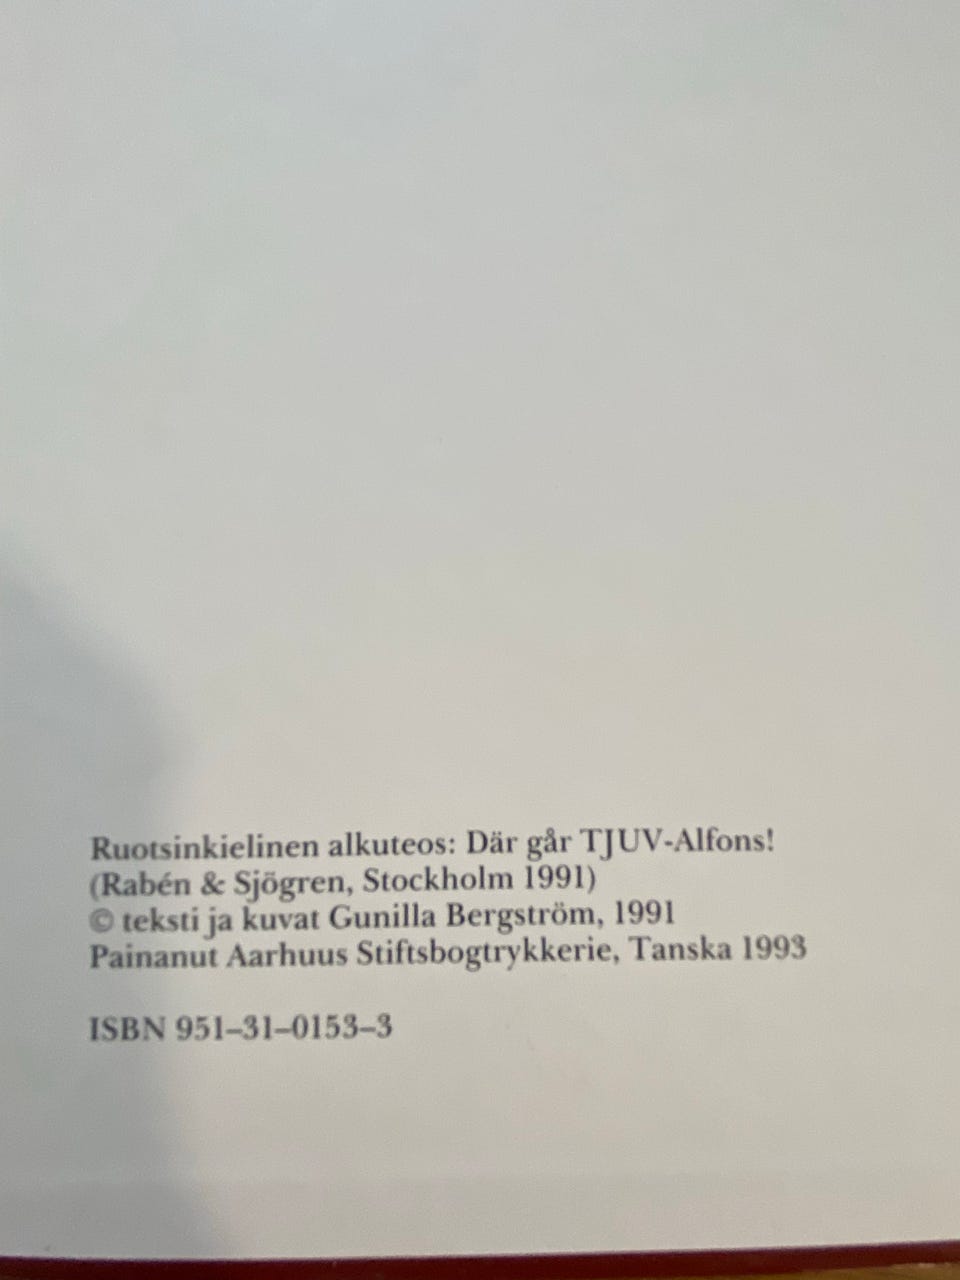 Ruotsinkielinen alkuteos: Där går TJUV-Alfons!
(Rabén & Sjögren, Stockholm 1991)
© teksti ja kuvat Gunilla Bergström, 1991
Painanut Aarhuus Stiftsbogtrykkerie, Tanska 1993
ISBN 951–31–0153–3